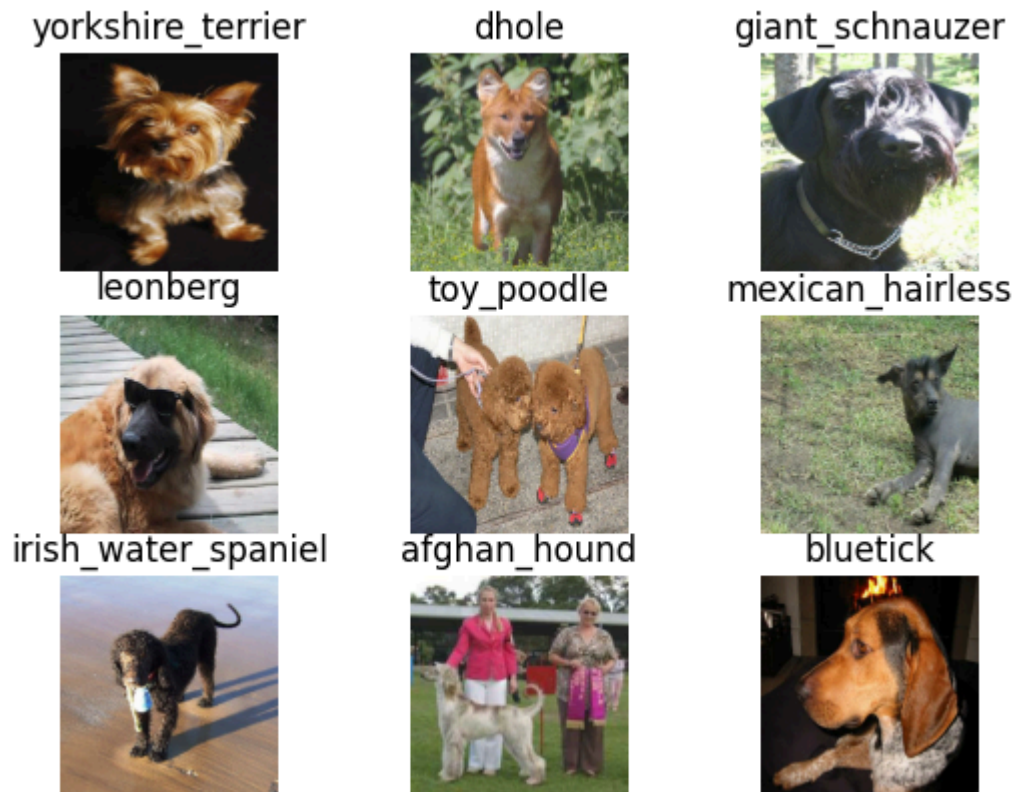 yorkshire_terrier
dhole
giant_schnauzer
leonberg
toy_poodle
mexican_hairless
irish_water_spaniel
afghan_hound
bluetick